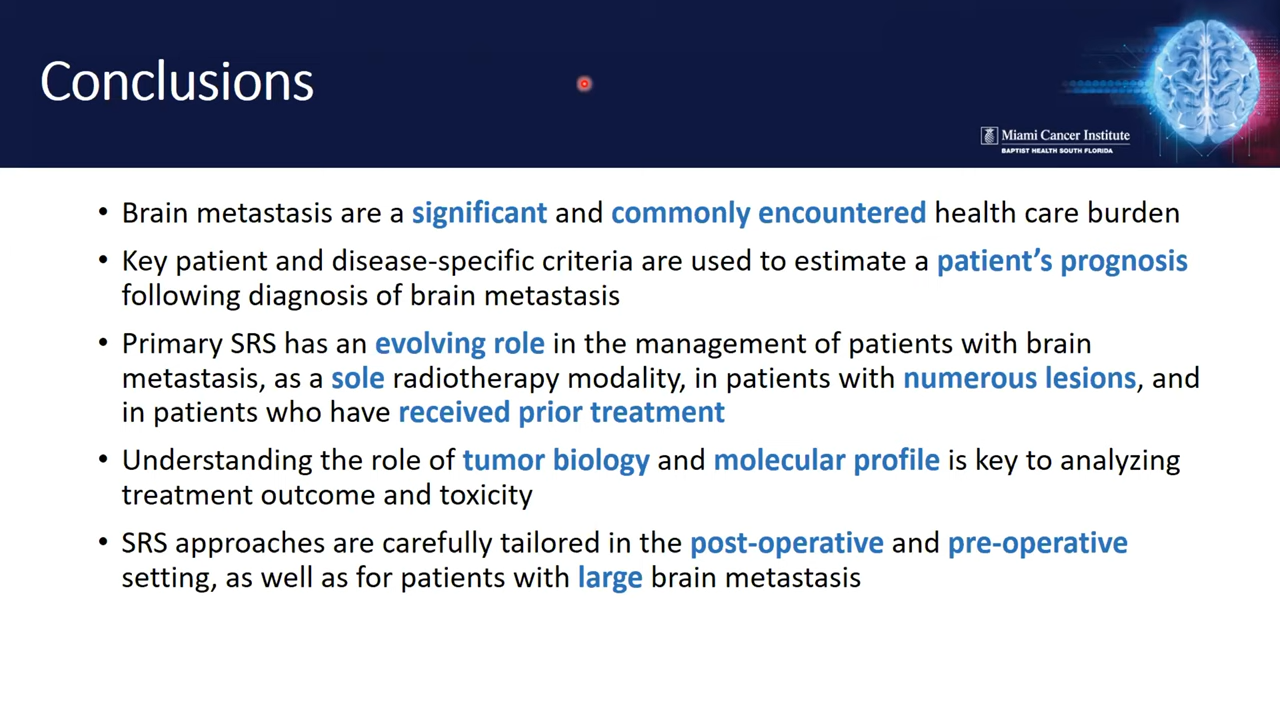 Conclusions
Miami Cancer Institute
BAPTIST HEALTH SOUTH FLORIDA
• Brain metastasis are a significant and commonly encountered health care burden
• Key patient and disease-specific criteria are used to estimate a patient’s prognosis
following diagnosis of brain metastasis
• Primary SRS has an evolving role in the management of patients with brain
metastasis, as a sole radiotherapy modality, in patients with numerous lesions, and
in patients who have received prior treatment
• Understanding the role of tumor biology and molecular profile is key to analyzing
treatment outcome and toxicity
• SRS approaches are carefully tailored in the post-operative and pre-operative
setting, as well as for patients with large brain metastasis